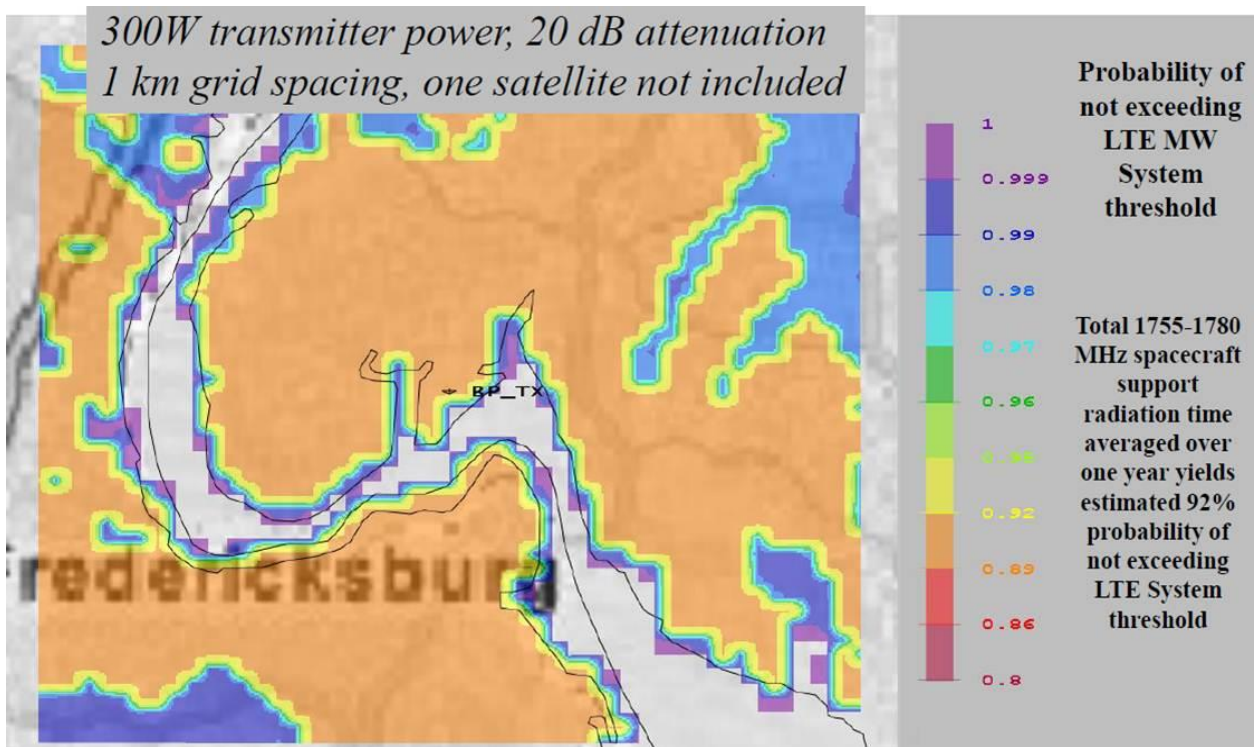 300W transmitter power, 20 dB attenuation
1 km grid spacing, one satellite not included
Probability of
not exceeding
LTE MW
System
threshold
1
0.999
0.99
0.98
0.97
0.96
0.95
0.92
0.89
0.86
0.8
Total 1755-1780
MHz spacecraft
support
radiation time
averaged over
one year yields
estimated 92%
probability of
not exceeding
LTE System
threshold
BP_TX
Fredericksburg